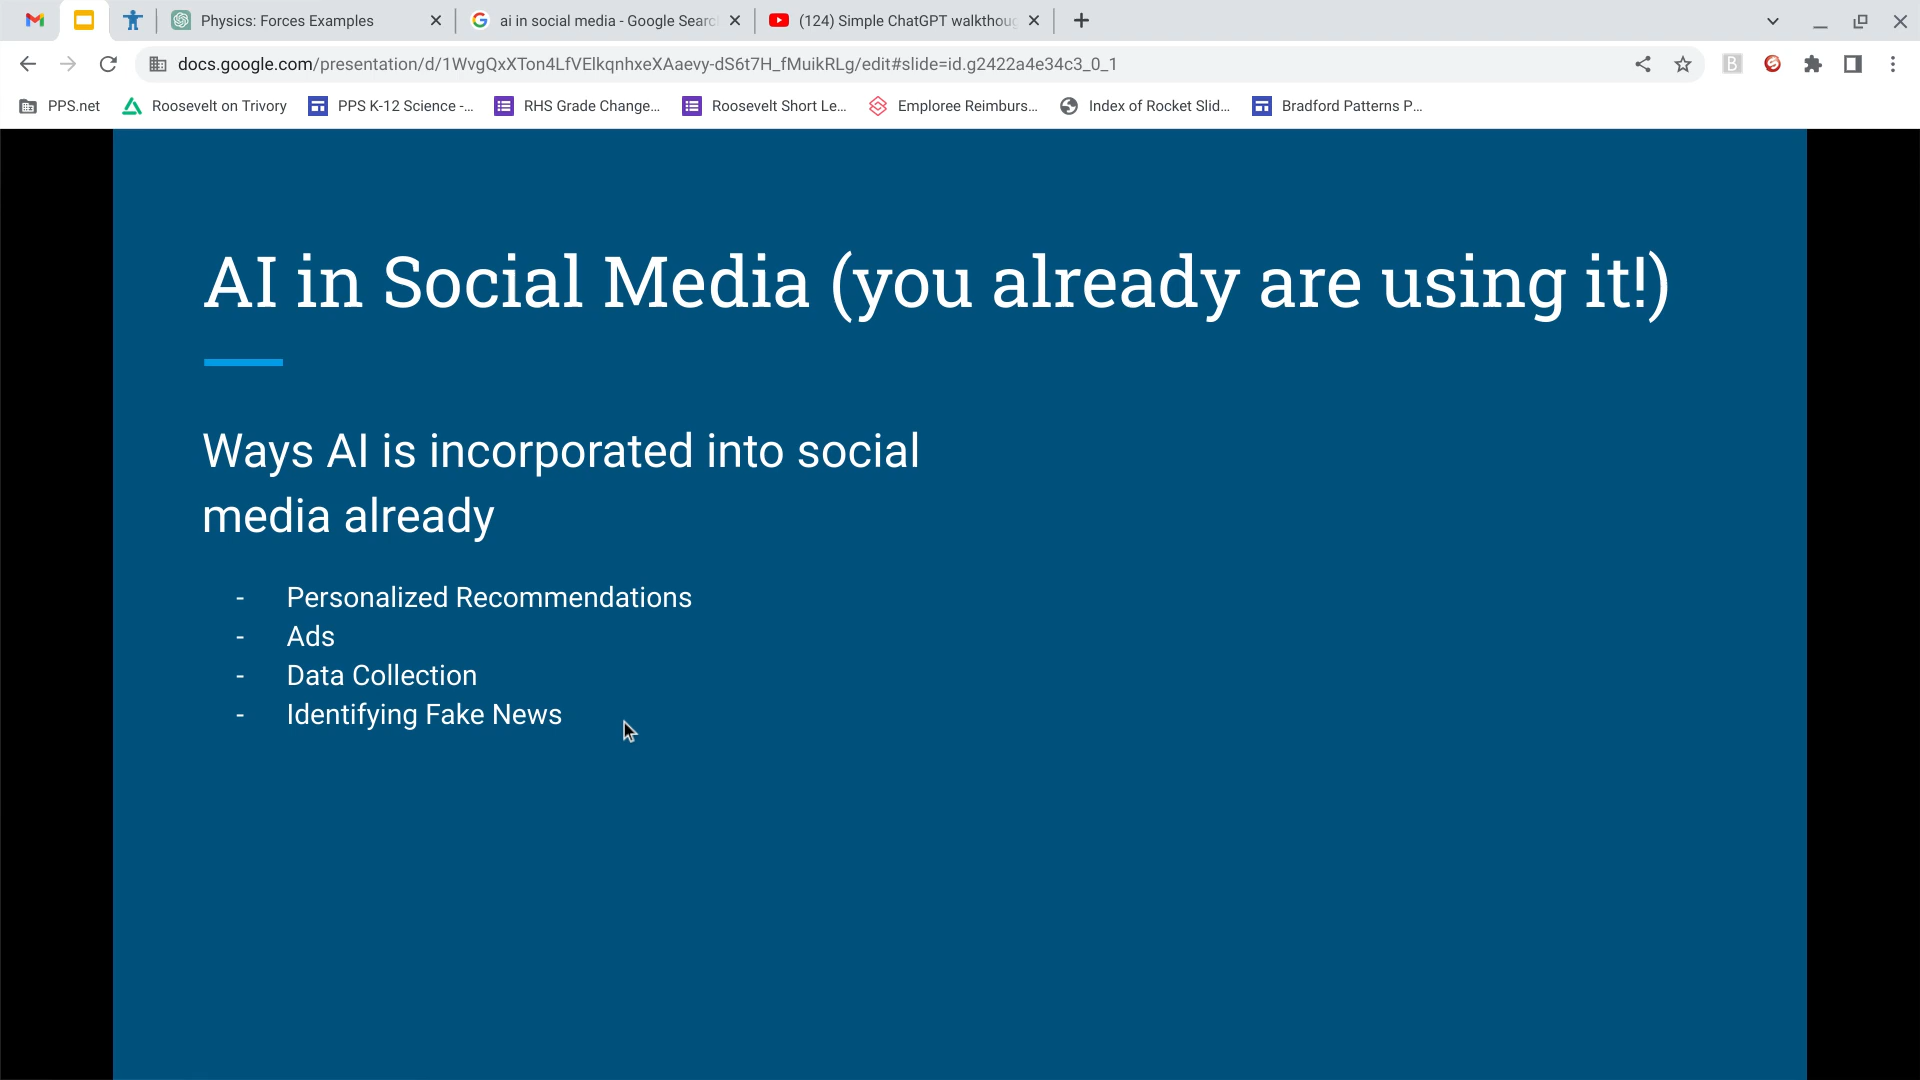 Physics: Forces Examples
ai in social media - Google Searc
(124) Simple ChatGPT walkthoug
docs.google.com/presentation/d/1WvgQxXTon4LfVElkqnhxeXAaevy-dS6t7H_fMuikRLg/edit#slide=id.g2422a4e34c3_0_1
PPS.net
Roosevelt on Trivory
PPS K-12 Science -...
RHS Grade Change...
Roosevelt Short Le...
Emploree Reimburs...
Index of Rocket Slid...
Bradford Patterns P...
AI in Social Media (you already are using it!)
Ways AI is incorporated into social
media already
- Personalized Recommendations
- Ads
- Data Collection
- Identifying Fake News